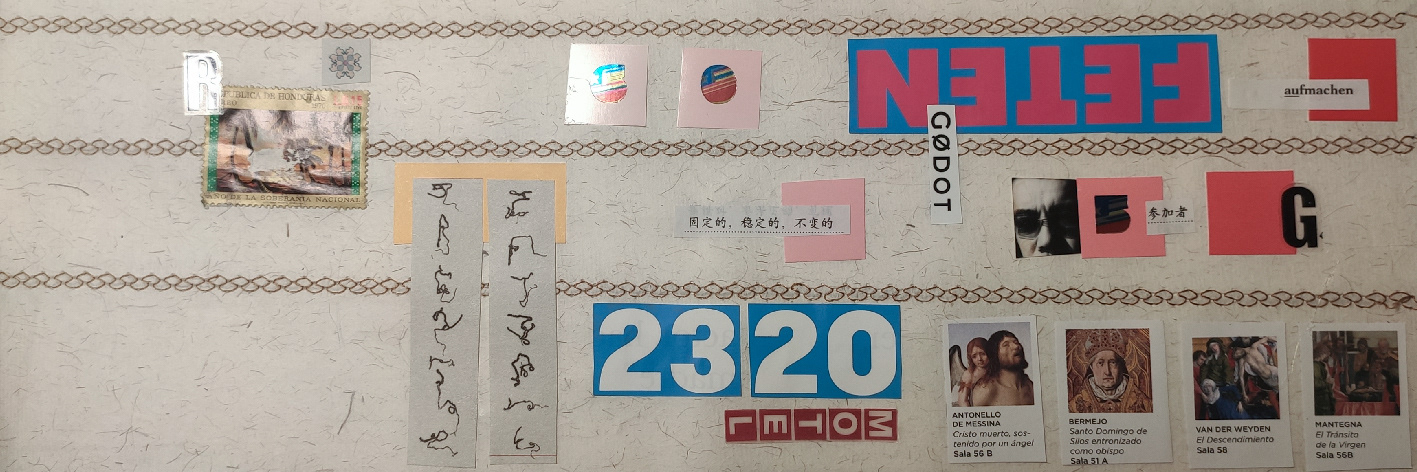 R
REPÚBLICA DE HONDURAS
AÑO DE LA SOBERANIA NACIONAL
FETEN
aufmachen
GØDOT
固定的，稳定的，不变的
参加者
G
23 20
MOTEL
ANTONELLO
DE MESSINA
Cristo muerto, sos-
tenido por un ángel
Sala 56 B
BERMEJO
Santo Domingo de
Silos entronizado
como obispo
Sala 51 A
VAN DER WEYDEN
El Descendimiento
Sala 58
MANTEGNA
El Tránsito
de la Virgen
Sala 56B